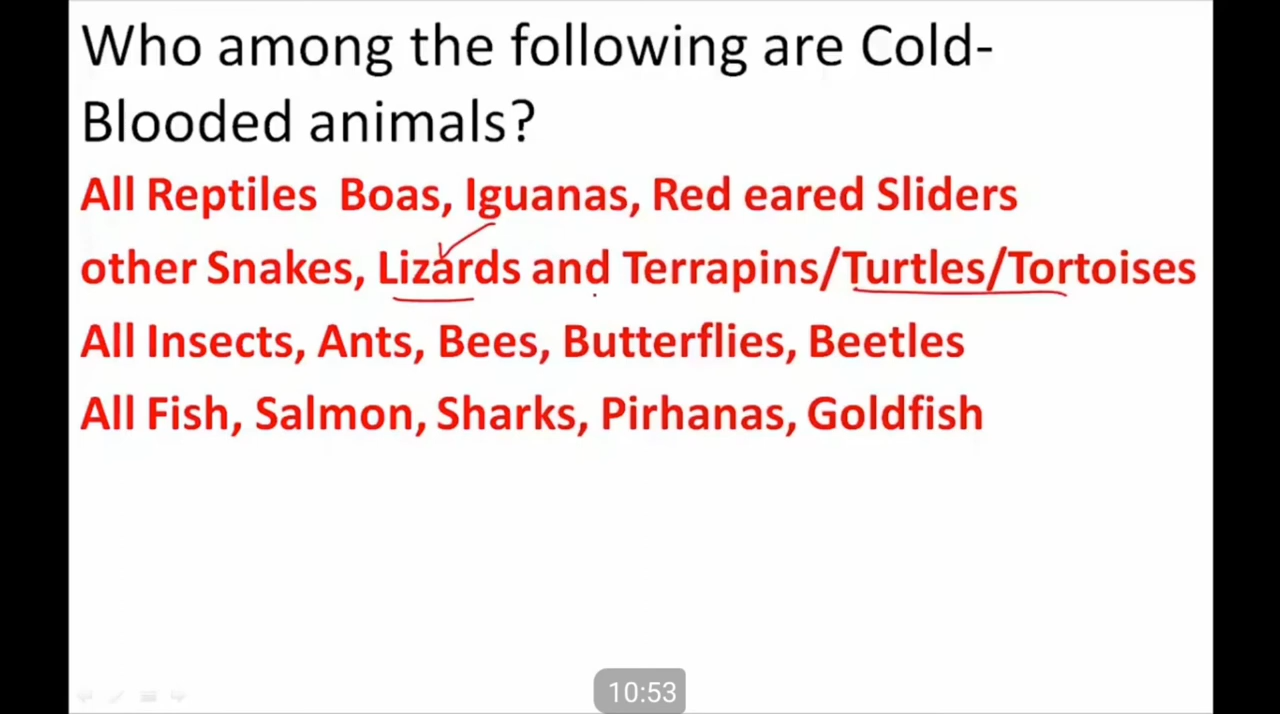 Who among the following are Cold-
Blooded animals?
All Reptiles Boas, Iguanas, Red eared Sliders
other Snakes, Lizards and Terrapins/Turtles/Tortoises
All Insects, Ants, Bees, Butterflies, Beetles
All Fish, Salmon, Sharks, Pirhanas, Goldfish
10:53